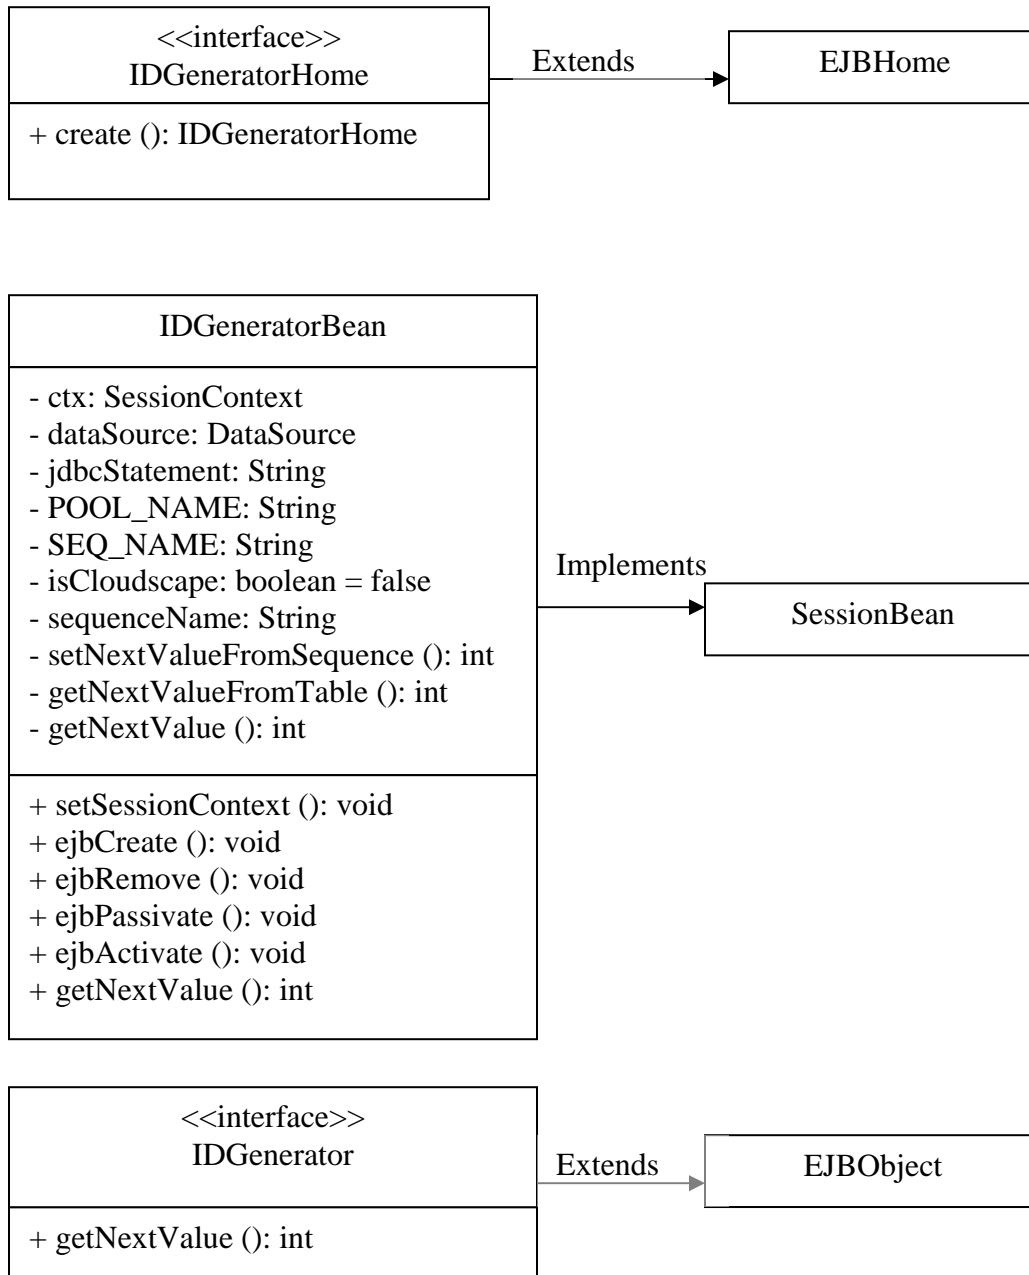 <<interface>>
IDGeneratorHome
Extends
EJBHome
+ create (): IDGeneratorHome
IDGeneratorBean
- ctx: SessionContext
- dataSource: DataSource
- jdbcStatement: String
- POOL_NAME: String
- SEQ_NAME: String
- isCloudscape: boolean = false
- sequenceName: String
- setNextValueFromSequence (): int
- getNextValueFromTable (): int
- getNextValue (): int
Implements
SessionBean
+ setSessionContext (): void
+ ejbCreate (): void
+ ejbRemove (): void
+ ejbPassivate (): void
+ ejbActivate (): void
+ getNextValue (): int
<<interface>>
IDGenerator
Extends
EJBObject
+ getNextValue (): int